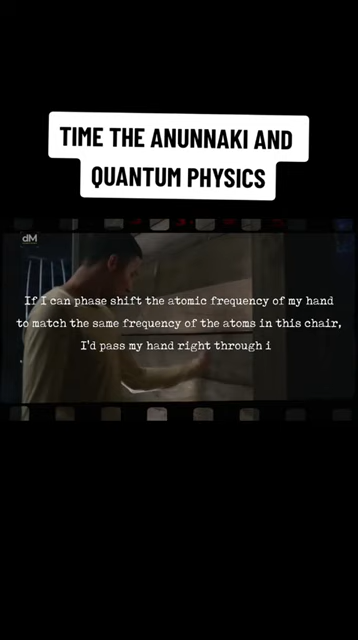 TIME THE ANUNNAKI AND
QUANTUM PHYSICS
dM
If I can phase shift the atomic frequency of my hand
to match the same frequency of the atoms in this chair,
I'd pass my hand right through i